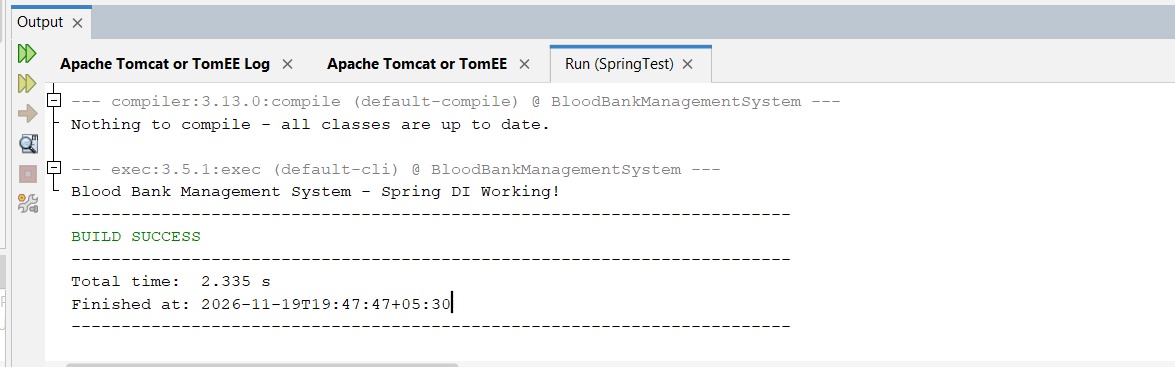 Output
Apache Tomcat or TomEE Log Apache Tomcat or TomEE Run (SpringTest)
--- compiler:3.13.0:compile (default-compile) @ BloodBankManagementSystem ---
Nothing to compile - all classes are up to date.
--- exec:3.5.1:exec (default-cli) @ BloodBankManagementSystem ---
Blood Bank Management System - Spring DI Working!
------------------------------------------------------------------------
BUILD SUCCESS
------------------------------------------------------------------------
Total time:  2.335 s
Finished at: 2026-11-19T19:47:47+05:30
------------------------------------------------------------------------